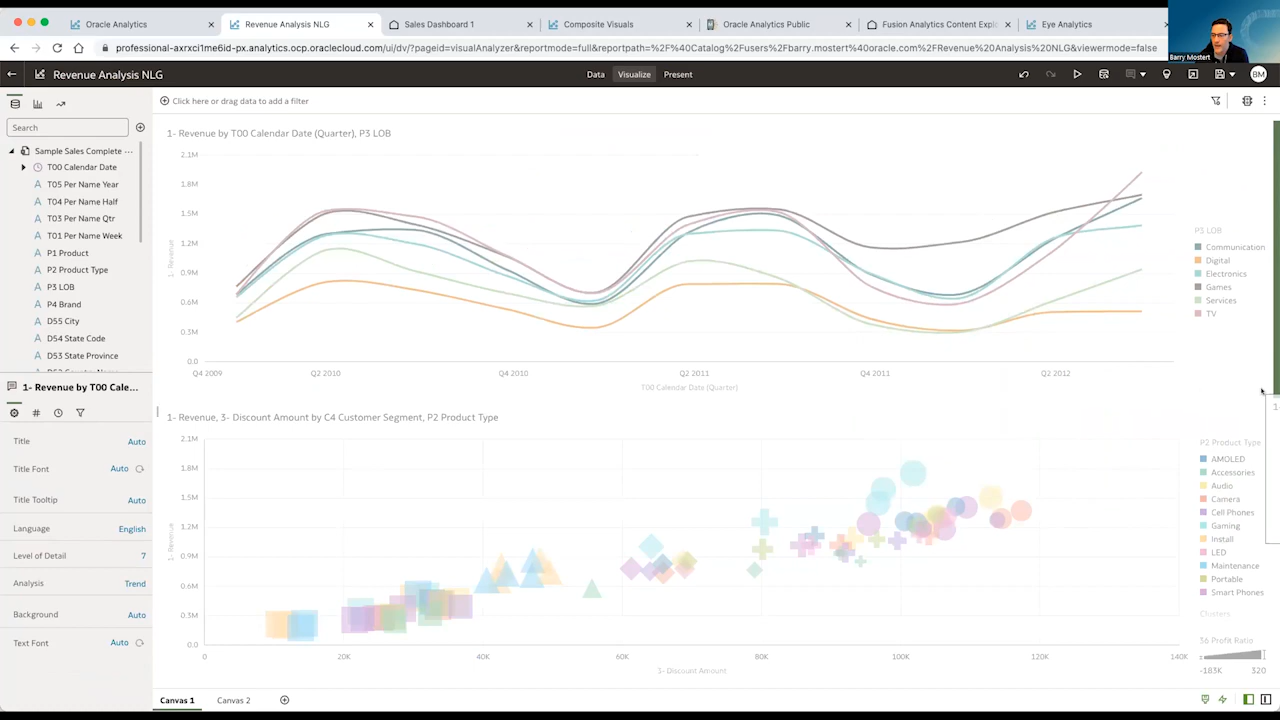 Oracle Analytics
Revenue Analysis NLG
Sales Dashboard 1
Composite Visuals
Oracle Analytics Public
Fusion Analytics Content Explo
Eye Analytics
professional-axrxci1me6id-px.analytics.ocp.oraclecloud.com/ui/dv/?pageid=visualAnalyzer&reportmode=full&reportpath=%2F%40Catalog%2Fusers%2Fbarry.mostert%40oracle.com%2FRevenue%20Analysis%20NLG&viewermode=false
Barry Mostert
Revenue Analysis NLG
Data
Visualize
Present
BM
Click here or drag data to add a filter
Search
Sample Sales Complete ...
T00 Calendar Date
T05 Per Name Year
T04 Per Name Half
T03 Per Name Qtr
T01 Per Name Week
P1 Product
P2 Product Type
P3 LOB
P4 Brand
D55 City
D54 State Code
D53 State Province
1- Revenue by T00 Cale...
Title
Auto
Title Font
Auto
Title Tooltip
Auto
Language
English
Level of Detail
7
Analysis
Trend
Background
Auto
Text Font
Auto
1- Revenue by T00 Calendar Date (Quarter), P3 LOB
2.1M
1.8M
1.5M
1.2M
0.9M
0.6M
0.3M
0.0
1- Revenue
Q4 2009
Q2 2010
Q4 2010
Q2 2011
Q4 2011
Q2 2012
T00 Calendar Date (Quarter)
P3 LOB
Communication
Digital
Electronics
Games
Services
TV
1- Revenue, 3- Discount Amount by C4 Customer Segment, P2 Product Type
2.1M
1.8M
1.5M
1.2M
0.9M
0.6M
0.3M
0.0
1- Revenue
0
20K
40K
60K
80K
100K
120K
140K
3- Discount Amount
P2 Product Type
AMOLED
Accessories
Audio
Camera
Cell Phones
Gaming
Install
LED
Maintenance
Portable
Smart Phones
Clusters
36 Profit Ratio
-183K
320
Canvas 1
Canvas 2